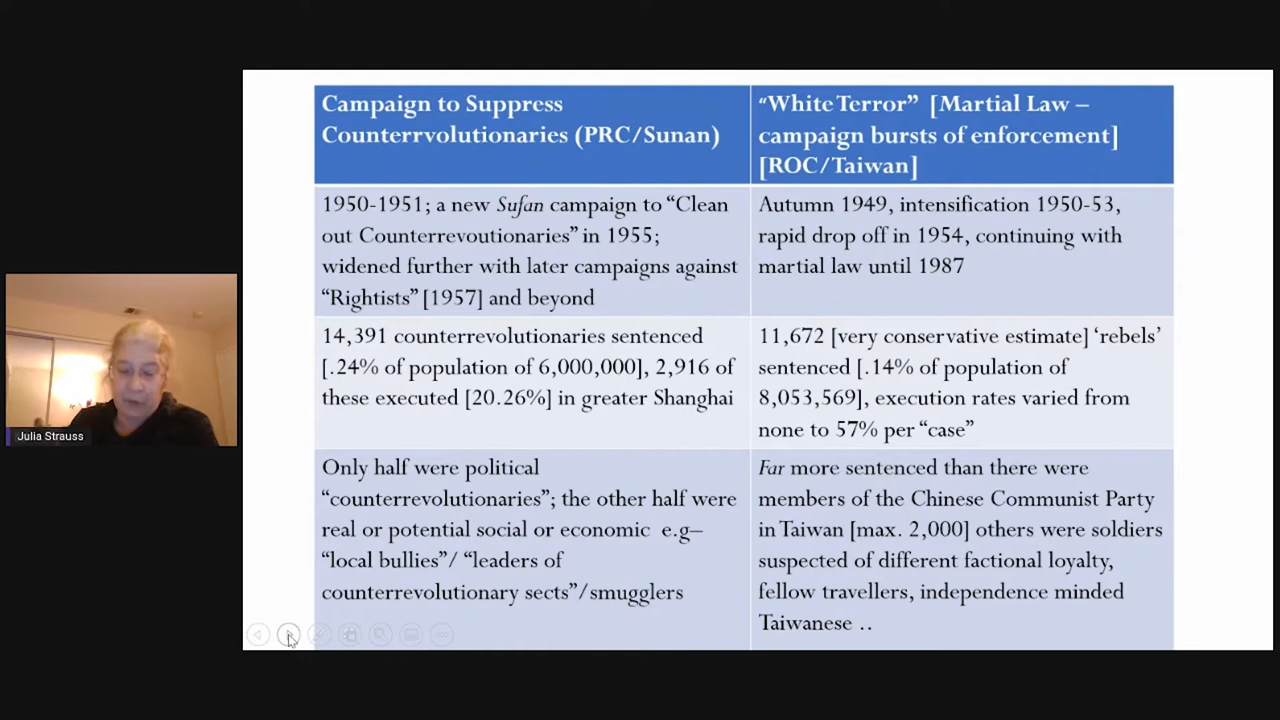 Campaign to Suppress
Counterrvolutionaries (PRC/Sunan)
“White Terror” [Martial Law –
campaign bursts of enforcement]
[ROC/Taiwan]
1950-1951; a new Sufan campaign to “Clean
out Counterrevoutionaries” in 1955;
widened further with later campaigns against
“Rightists” [1957] and beyond
Autumn 1949, intensification 1950-53,
rapid drop off in 1954, continuing with
martial law until 1987
14,391 counterrevolutionaries sentenced
[.24% of population of 6,000,000], 2,916 of
these executed [20.26%] in greater Shanghai
11,672 [very conservative estimate] ‘rebels’
sentenced [.14% of population of
8,053,569], execution rates varied from
none to 57% per “case”
Only half were political
“counterrevolutionaries”; the other half were
real or potential social or economic e.g–
“local bullies”/ “leaders of
counterrevolutionary sects”/smugglers
Far more sentenced than there were
members of the Chinese Communist Party
in Taiwan [max. 2,000] others were soldiers
suspected of different factional loyalty,
fellow travellers, independence minded
Taiwanese ..
Julia Strauss